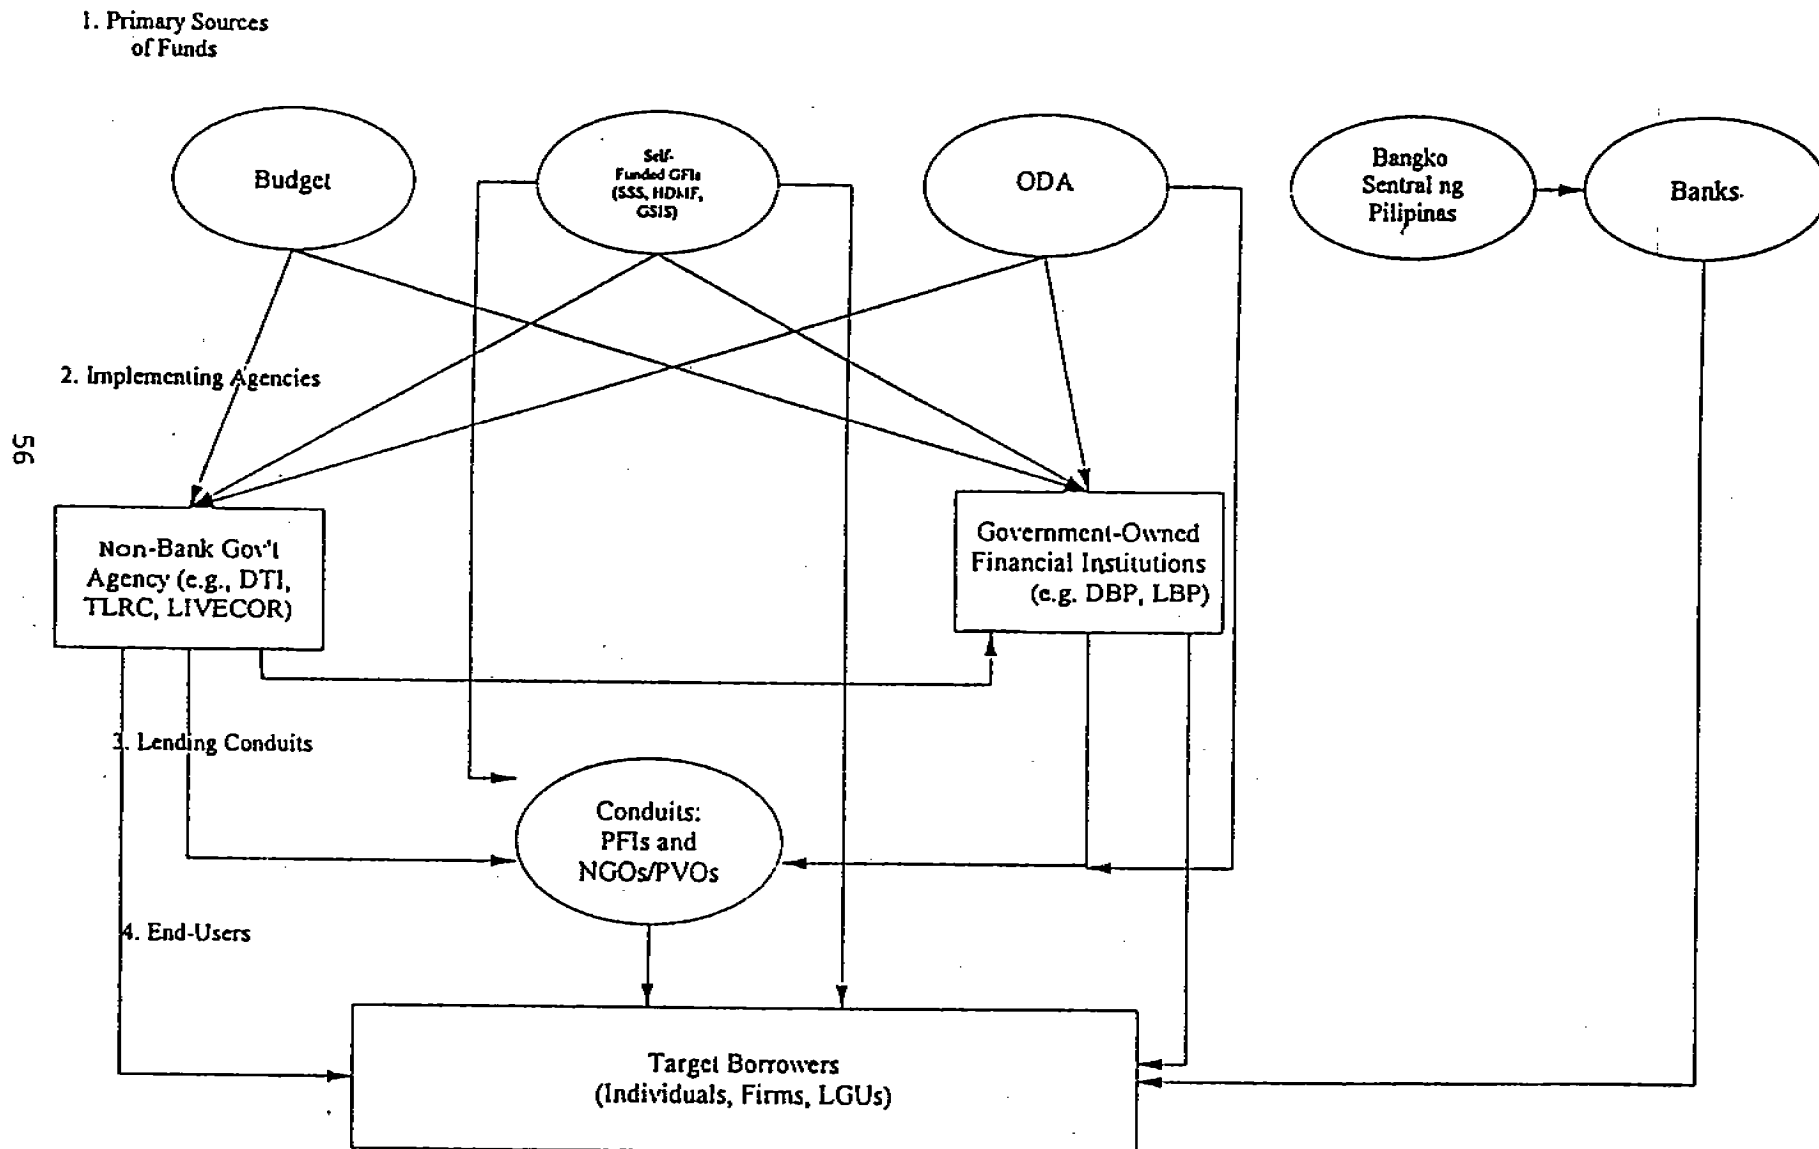 1. Primary Sources
of Funds
Budget
Self-
Funded GFIs
(SSS, HDMF,
GSIS)
ODA
Bangko
Sentral ng
Pilipinas
Banks
2. Implementing Agencies
56
Non-Bank Gov't
Agency (e.g., DTI,
TLRC, LIVECOR)
Government-Owned
Financial Institutions
(e.g. DBP, LBP)
3. Lending Conduits
Conduits:
PFIs and
NGOs/PVOs
4. End-Users
Target Borrowers
(Individuals, Firms, LGUs)